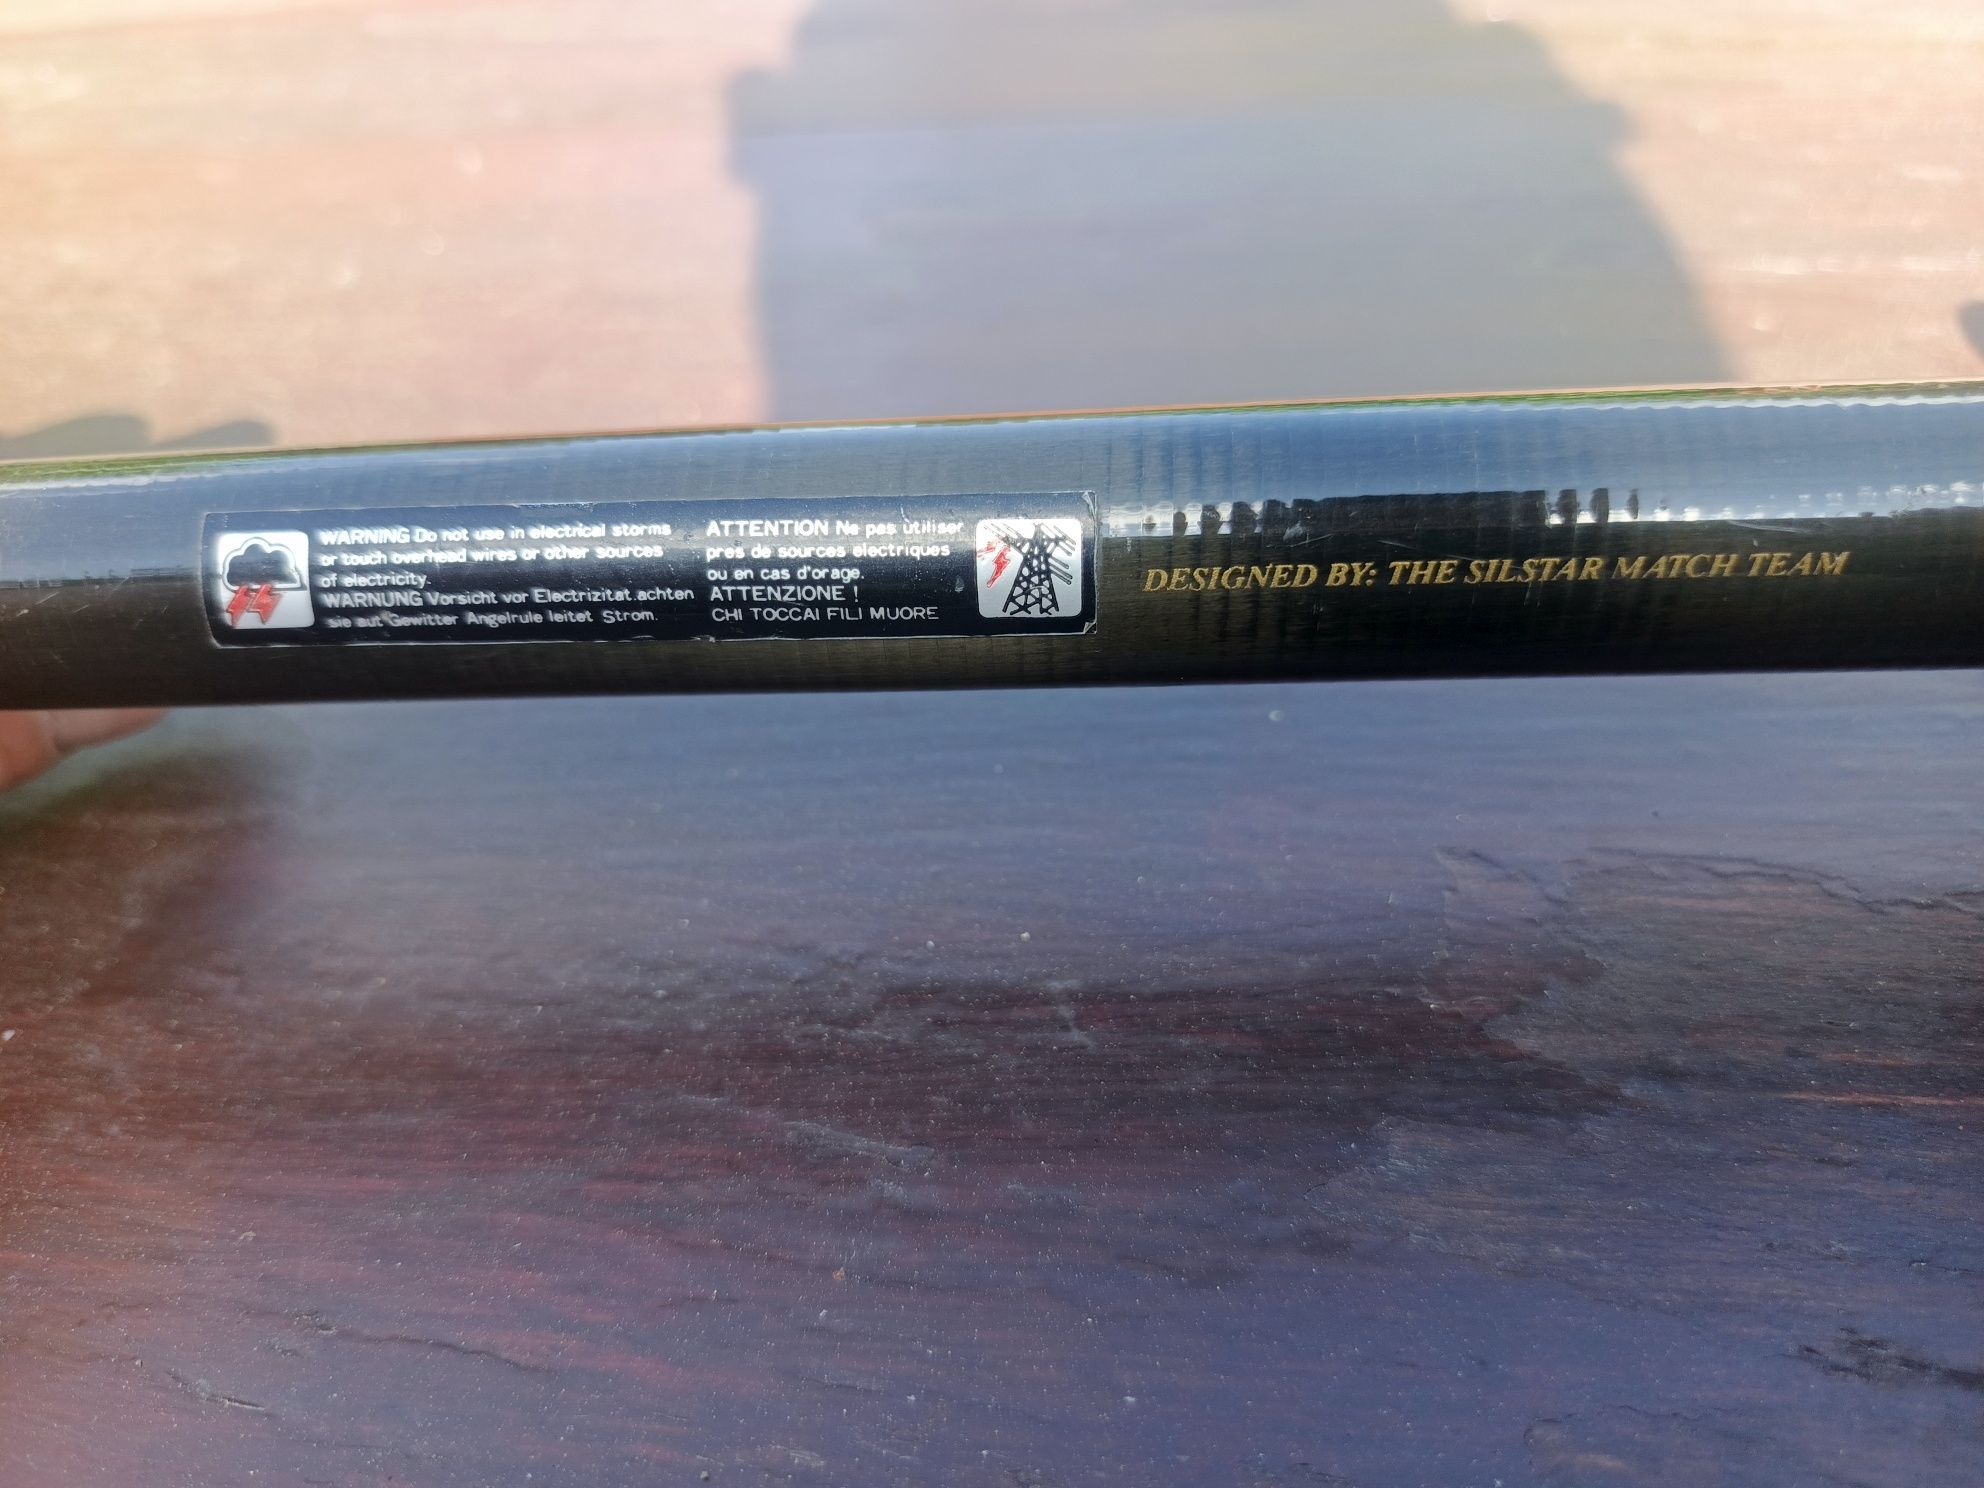 WARNING Do not use in electrical storms
or touch overhead wires or other sources
of electricity.
WARNUNG Vorsicht vor Electrizitat achten
sie aut Gewitter Angelrule leitet Strom.
ATTENTION Ne pas utiliser
pres de sources electriques
ou en cas d'orage.
ATTENZIONE !
CHI TOCCAI FILI MUORE
DESIGNED BY: THE SILSTAR MATCH TEAM